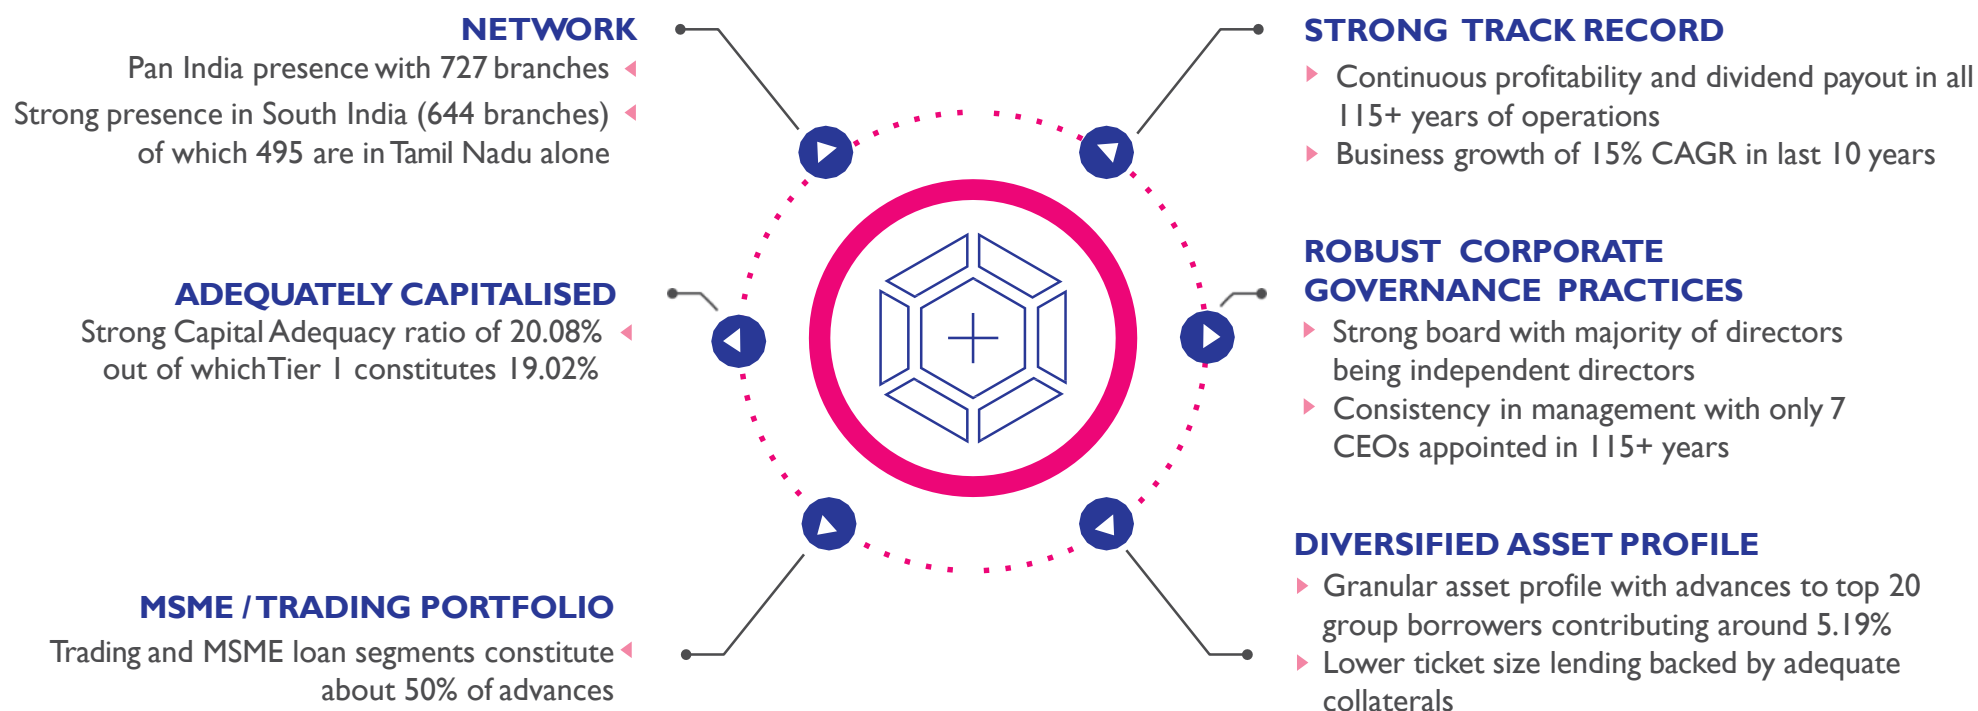 NETWORK
Pan India presence with 727 branches
Strong presence in South India (644 branches)
of which 495 are in Tamil Nadu alone
ADEQUATELY CAPITALISED
Strong Capital Adequacy ratio of 20.08%
out of which Tier 1 constitutes 19.02%
MSME / TRADING PORTFOLIO
Trading and MSME loan segments constitute
about 50% of advances
STRONG TRACK RECORD
Continuous profitability and dividend payout in all
115+ years of operations
Business growth of 15% CAGR in last 10 years
ROBUST CORPORATE
GOVERNANCE PRACTICES
Strong board with majority of directors
being independent directors
Consistency in management with only 7
CEOs appointed in 115+ years
DIVERSIFIED ASSET PROFILE
Granular asset profile with advances to top 20
group borrowers contributing around 5.19%
Lower ticket size lending backed by adequate
collaterals